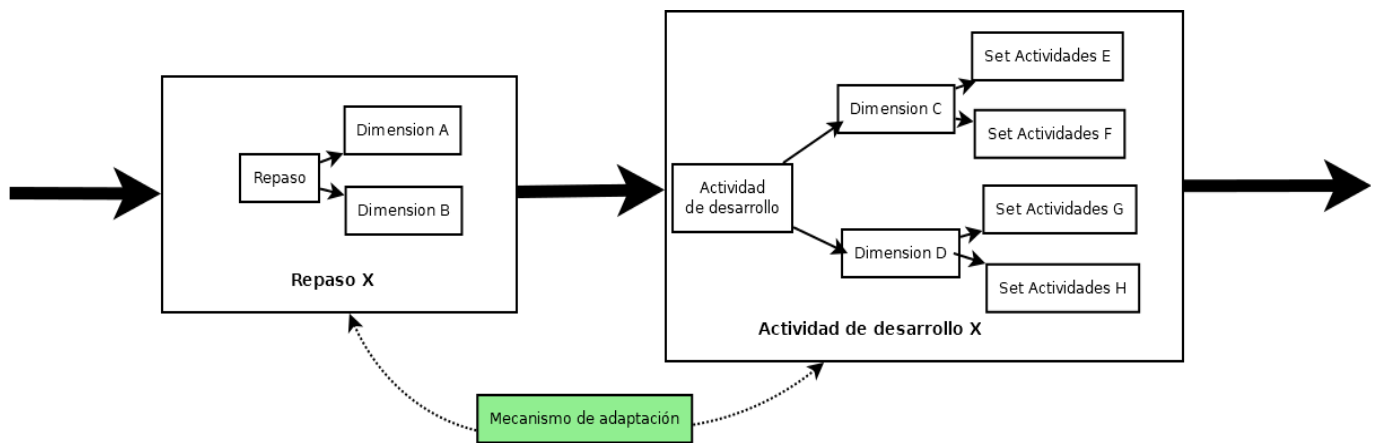 Repaso
Dimension A
Dimension B
Repaso X
Actividad
de desarrollo
Dimension C
Set Actividades E
Set Actividades F
Dimension D
Set Actividades G
Set Actividades H
Actividad de desarrollo X
Mecanismo de adaptación